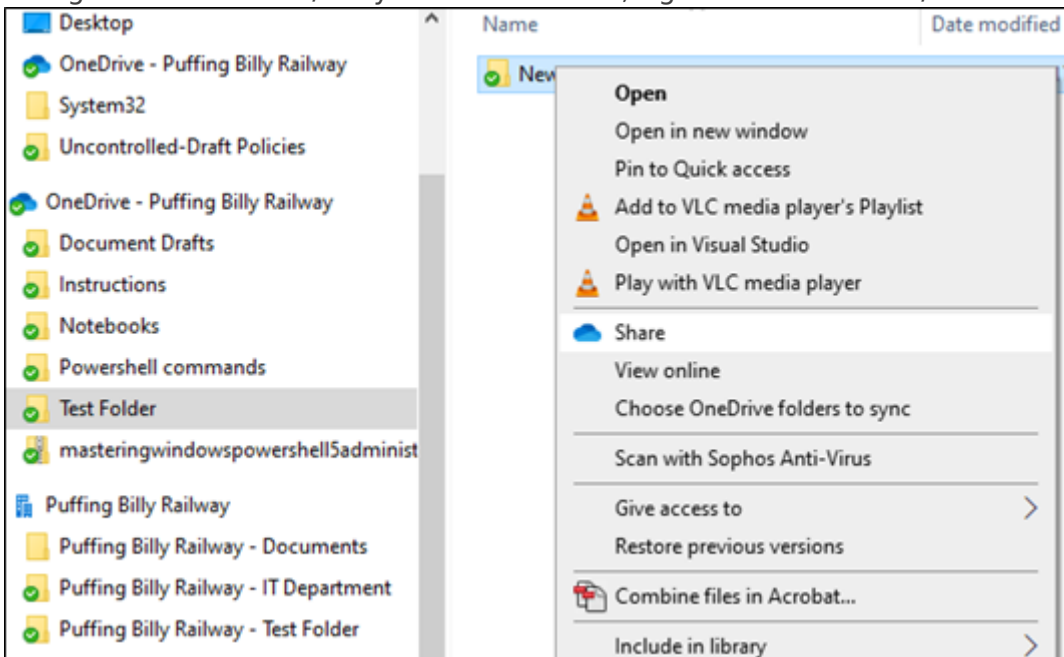 Desktop
OneDrive - Puffing Billy Railway
System32
Uncontrolled-Draft Policies
OneDrive - Puffing Billy Railway
Document Drafts
Instructions
Notebooks
Powershell commands
Test Folder
masteringwindowspowershell5administ
Puffing Billy Railway
Puffing Billy Railway - Documents
Puffing Billy Railway - IT Department
Puffing Billy Railway - Test Folder
Name
Date modified
New
Open
Open in new window
Pin to Quick access
Add to VLC media player's Playlist
Open in Visual Studio
Play with VLC media player
Share
View online
Choose OneDrive folders to sync
Scan with Sophos Anti-Virus
Give access to
Restore previous versions
Combine files in Acrobat...
Include in library